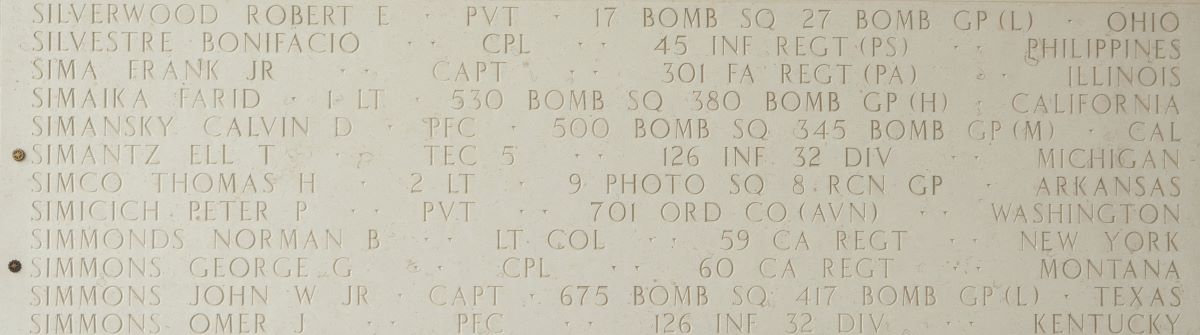 SILVERWOOD ROBERT E · PVT · 17 BOMB SQ 27 BOMB GP (L) · OHIO
SILVESTRE BONIFACIO · · CPL · · 45 INF REGT (PS) · · PHILIPPINES
SIMA FRANK JR · · CAPT · · 301 FA REGT (PA) · · ILLINOIS
SIMAIKA FARID · 1 LT · 530 BOMB SQ 380 BOMB GP (H) · CALIFORNIA
SIMANSKY CALVIN D · PFC · 500 BOMB SQ 345 BOMB GP (M) · CAL
SIMANTZ ELL T · · TEC 5 · · 126 INF 32 DIV · · MICHIGAN
SIMCO THOMAS H · 2 LT · 9 PHOTO SQ 8 RCN GP · ARKANSAS
SIMICICH PETER P · · PVT · · 701 ORD CO (AVN) · · WASHINGTON
SIMMONDS NORMAN B · · LT COL · · 59 CA REGT · · NEW YORK
SIMMONS GEORGE G · · CPL · · 60 CA REGT · · MONTANA
SIMMONS JOHN W JR · CAPT · 675 BOMB SQ 417 BOMB GP (L) · TEXAS
SIMMONS OMER J · · PFC · · 126 INF 32 DIV · · KENTUCKY